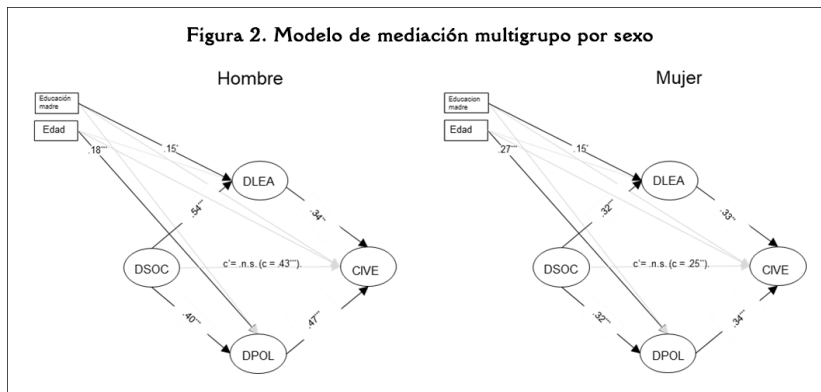 Figura 2. Modelo de mediación multigrupo por sexo
Hombre
Educación
madre
Edad
.18***
.15*
DLEA
.54***
.34**
DSOC
c'= .n.s. (c = .43***).
CIVE
.40***
.47***
DPOL
Mujer
Educacion
madre
Edad
.27***
.15*
DLEA
.32***
.33**
DSOC
c'= .n.s. (c = .25**).
CIVE
.32***
.34***
DPOL